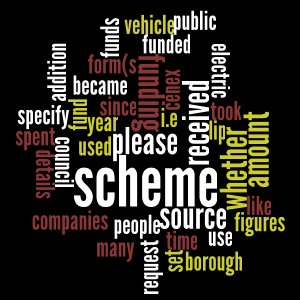 vehicle
public
funds
funded
addition
form(s
electric
funding
cenex
became
received
since
i.e
took
specify
fund
year
lip
amount
spent
details
council
used
please
whether
scheme
like
companies
people
source
figures
many
request
time
use
set
borough